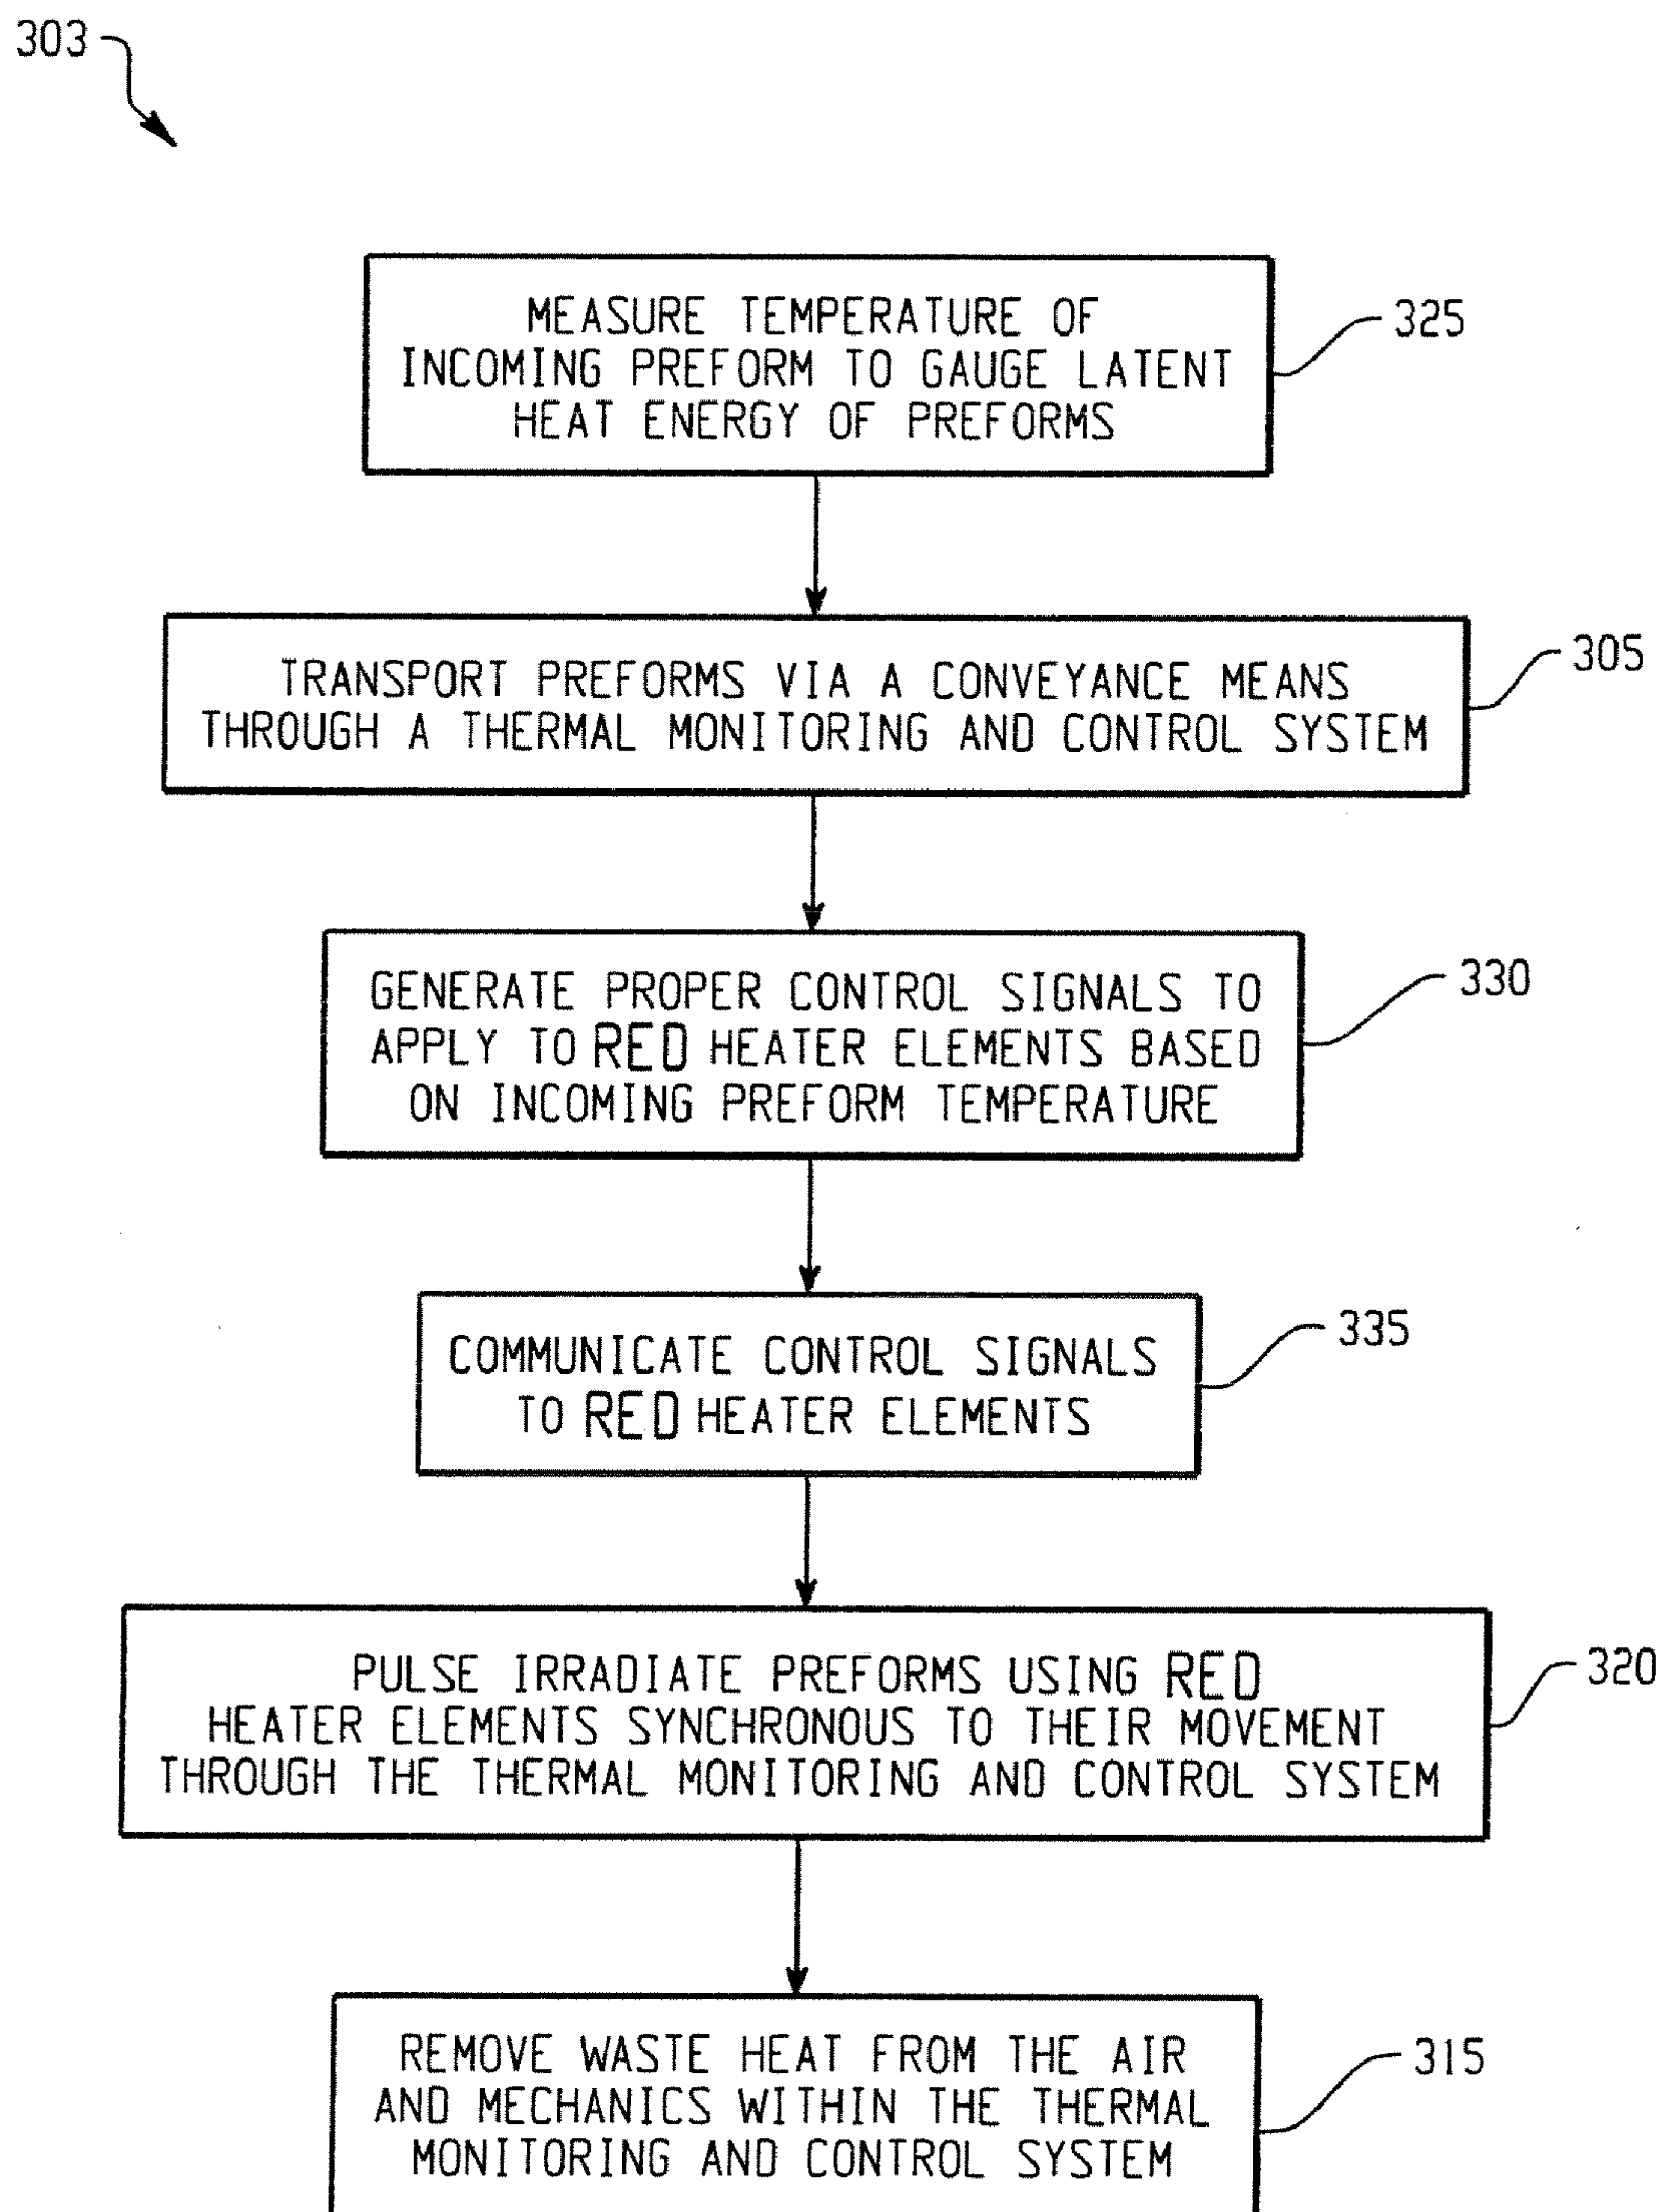 303
MEASURE TEMPERATURE OF
INCOMING PREFORM TO GAUGE LATENT
HEAT ENERGY OF PREFORMS
325
TRANSPORT PREFORMS VIA A CONVEYANCE MEANS
THROUGH A THERMAL MONITORING AND CONTROL SYSTEM
305
GENERATE PROPER CONTROL SIGNALS TO
APPLY TO RED HEATER ELEMENTS BASED
ON INCOMING PREFORM TEMPERATURE
330
COMMUNICATE CONTROL SIGNALS
TO RED HEATER ELEMENTS
335
PULSE IRRADIATE PREFORMS USING RED
HEATER ELEMENTS SYNCHRONOUS TO THEIR MOVEMENT
THROUGH THE THERMAL MONITORING AND CONTROL SYSTEM
320
REMOVE WASTE HEAT FROM THE AIR
AND MECHANICS WITHIN THE THERMAL
MONITORING AND CONTROL SYSTEM
315